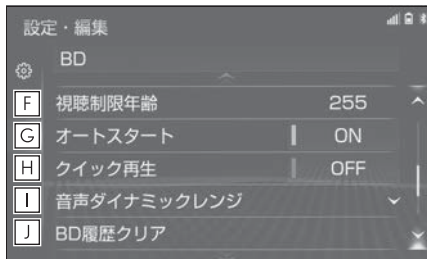 設定・編集
BD
F 視聴制限年齢 255
G オートスタート ON
H クイック再生 OFF
I 音声ダイナミックレンジ
J BD履歴クリア